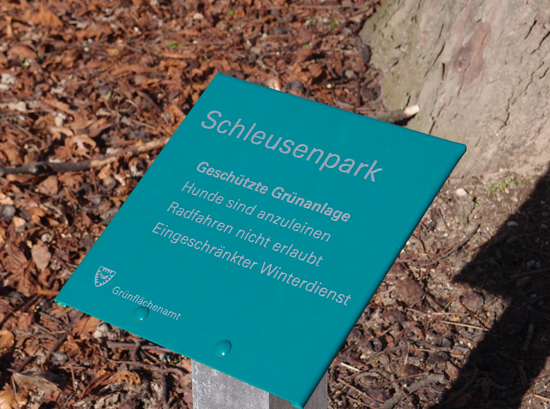 Schleusenpark
Geschützte Grünanlage
Hunde sind anzuleinen
Radfahren nicht erlaubt
Eingeschränkter Winterdienst
Grünflächenamt